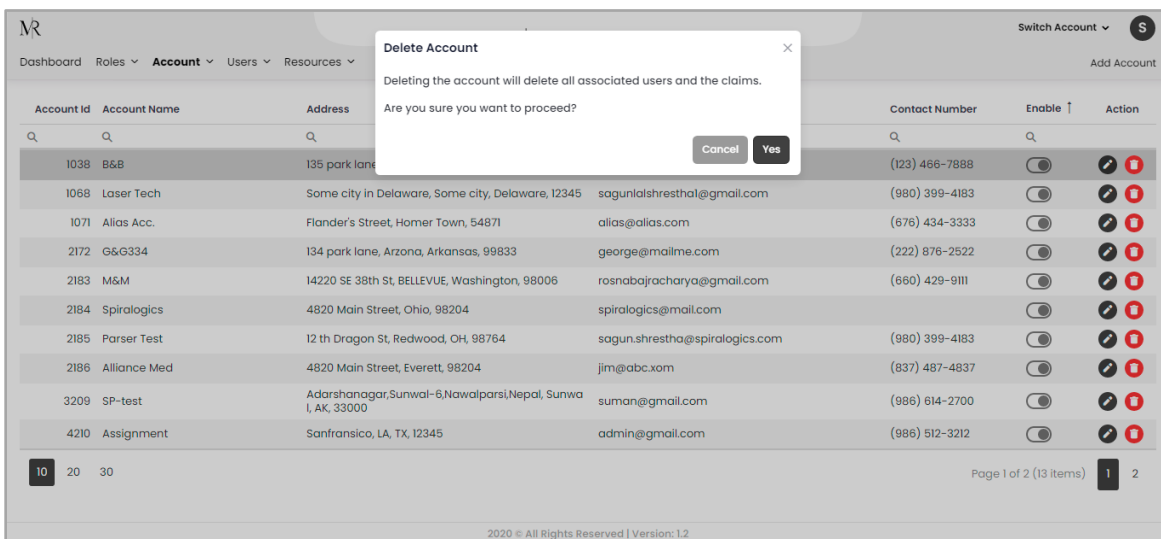 MR
Switch Account
S
Dashboard Roles Account Users Resources
Add Account
Delete Account
Deleting the account will delete all associated users and the claims.
Are you sure you want to proceed?
Cancel Yes
Account Id Account Name Address Contact Number Enable ↑ Action
1038 B&B 135 park lane (123) 466-7888
1068 Laser Tech Some city in Delaware, Some city, Delaware, 12345 sagunlalshrestha1@gmail.com (980) 399-4183
1071 Alias Acc. Flander's Street, Homer Town, 54871 alias@alias.com (676) 434-3333
2172 G&G334 134 park lane, Arzona, Arkansas, 99833 george@mailme.com (222) 876-2522
2183 M&M 14220 SE 38th St, BELLEVUE, Washington, 98006 rosnabajracharya@gmail.com (660) 429-9111
2184 Spiralogics 4820 Main Street, Ohio, 98204 spiralogics@mail.com
2185 Parser Test 12 th Dragon St, Redwood, OH, 98764 sagun.shrestha@spiralogics.com (980) 399-4183
2186 Alliance Med 4820 Main Street, Everett, 98204 jim@abc.xom (837) 487-4837
3209 SP-test Adarshanagar,Sunwal-6,Nawalparsi,Nepal, Sunwa
l, AK, 33000 suman@gmail.com (986) 614-2700
4210 Assignment Sanfransico, LA, TX, 12345 admin@gmail.com (986) 512-3212
10 20 30
Page 1 of 2 (13 items) 1 2
2020 © All Rights Reserved | Version: 1.2